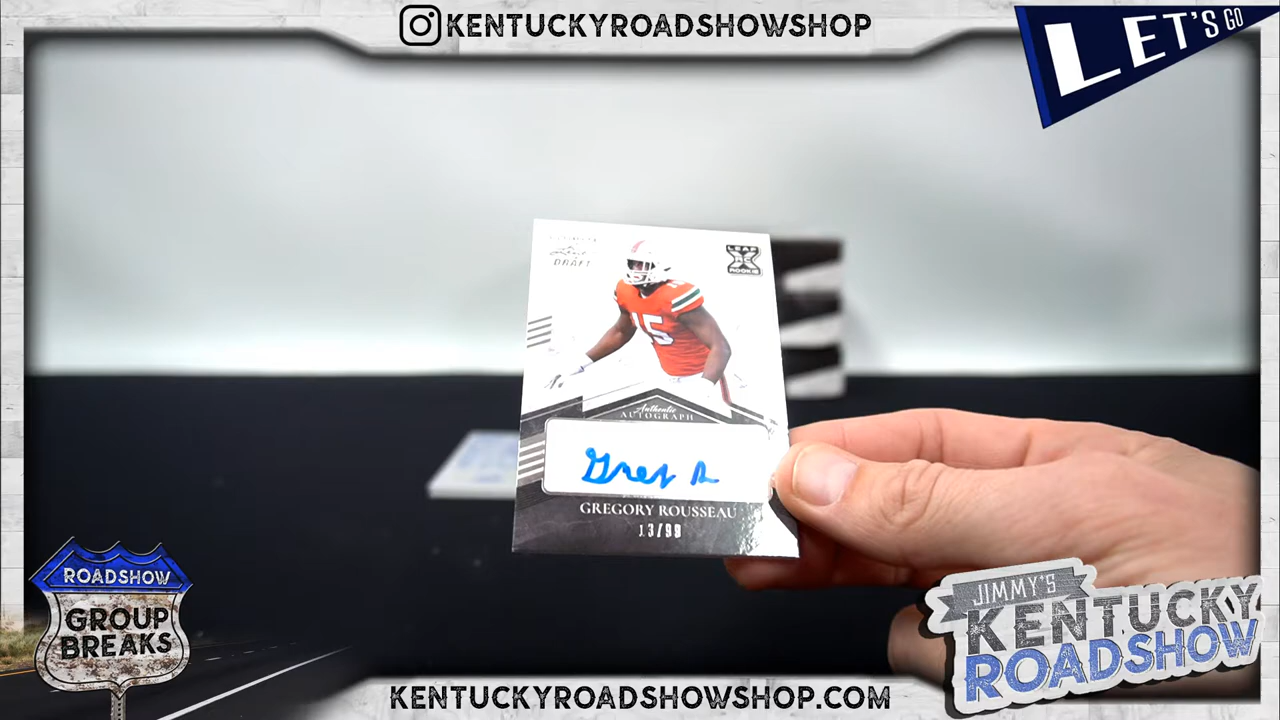 KENTUCKYROADSHOWSHOP
LET'S GO
DRAFT
LEAF
ROOKIE
15
Authentic
AUTOGRAPH
Greg R
GREGORY ROUSSEAU
13/99
ROADSHOW
GROUP
BREAKS
JIMMY'S
KENTUCKY
ROADSHOW
KENTUCKYROADSHOWSHOP.COM